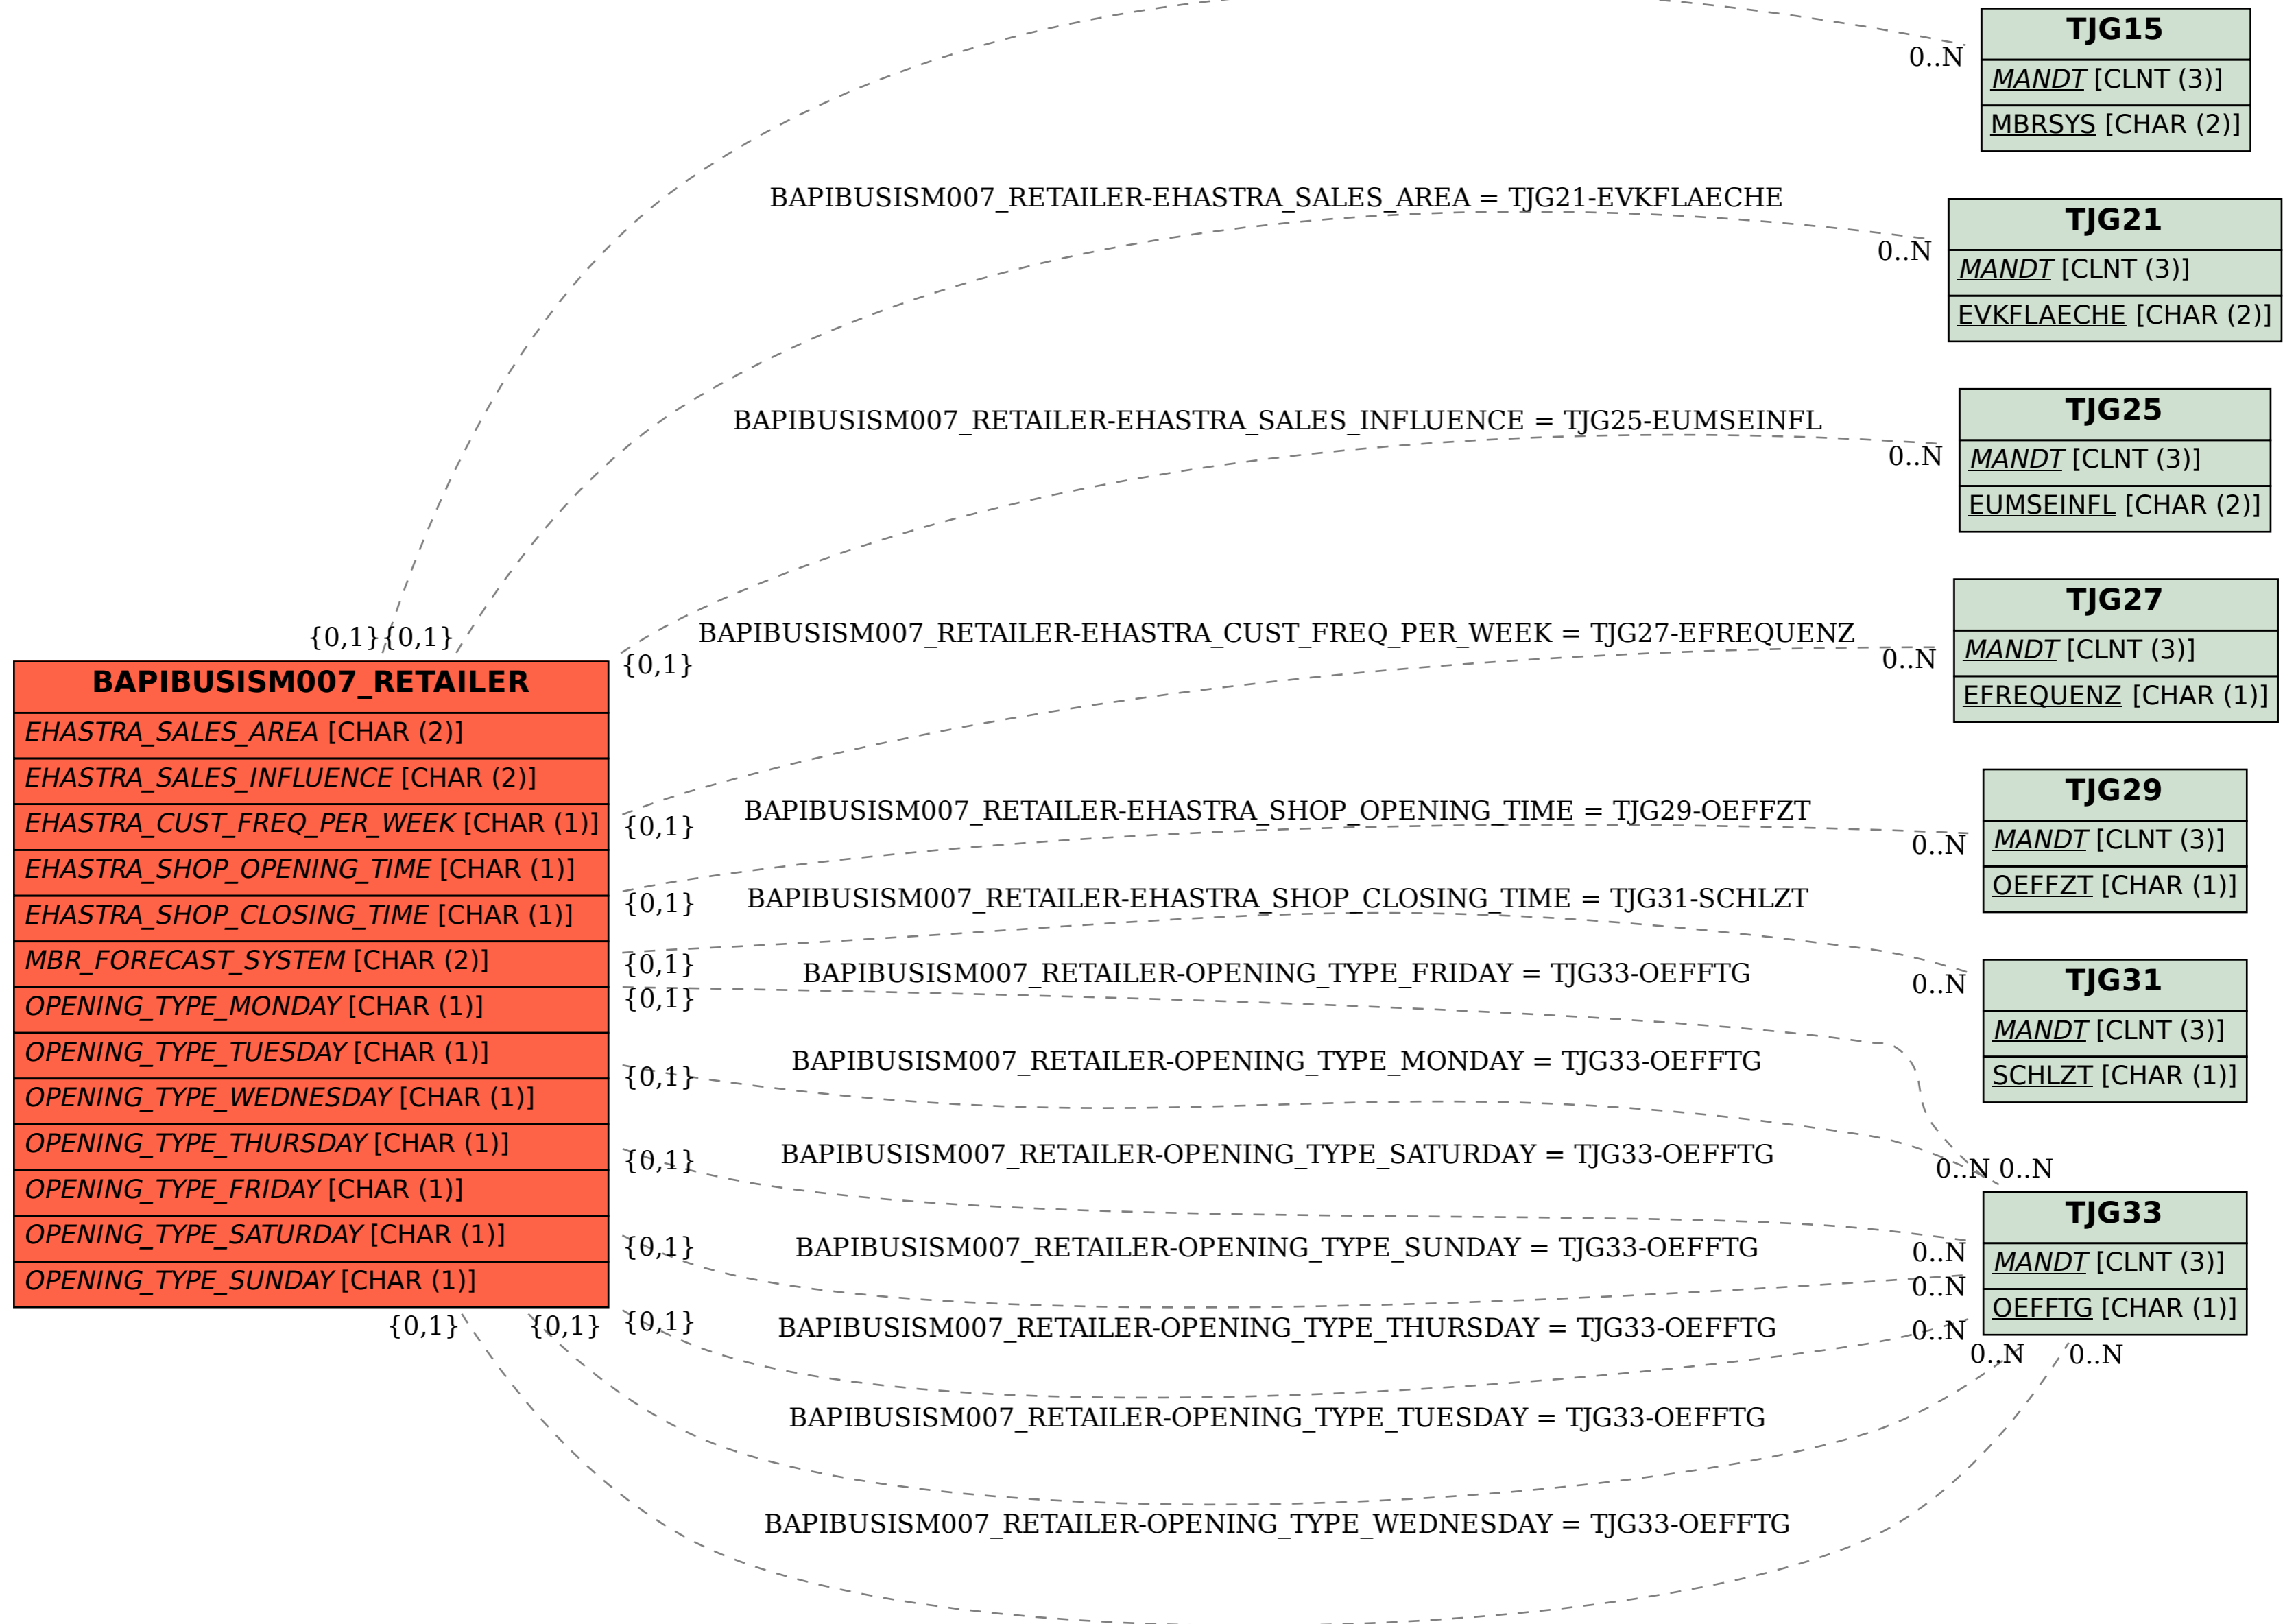 TJG15
MANDT [CLNT (3)]
MBRSYS [CHAR (2)]
0..N
BAPIBUSISM007_RETAILER-EHASTRA_SALES_AREA = TJG21-EVKFLAECHE
0..N
TJG21
MANDT [CLNT (3)]
EVKFLAECHE [CHAR (2)]
BAPIBUSISM007_RETAILER-EHASTRA_SALES_INFLUENCE = TJG25-EUMSEINFL
0..N
TJG25
MANDT [CLNT (3)]
EUMSEINFL [CHAR (2)]
BAPIBUSISM007_RETAILER-EHASTRA_CUST_FREQ_PER_WEEK = TJG27-EFREQUENZ
0..N
TJG27
MANDT [CLNT (3)]
EFREQUENZ [CHAR (1)]
{0,1}
{0,1}
{0,1}
BAPIBUSISM007_RETAILER
EHASTRA_SALES_AREA [CHAR (2)]
EHASTRA_SALES_INFLUENCE [CHAR (2)]
EHASTRA_CUST_FREQ_PER_WEEK [CHAR (1)]
EHASTRA_SHOP_OPENING_TIME [CHAR (1)]
EHASTRA_SHOP_CLOSING_TIME [CHAR (1)]
MBR_FORECAST_SYSTEM [CHAR (2)]
OPENING_TYPE_MONDAY [CHAR (1)]
OPENING_TYPE_TUESDAY [CHAR (1)]
OPENING_TYPE_WEDNESDAY [CHAR (1)]
OPENING_TYPE_THURSDAY [CHAR (1)]
OPENING_TYPE_FRIDAY [CHAR (1)]
OPENING_TYPE_SATURDAY [CHAR (1)]
OPENING_TYPE_SUNDAY [CHAR (1)]
{0,1}
BAPIBUSISM007_RETAILER-EHASTRA_SHOP_OPENING_TIME = TJG29-OEFFZT
0..N
TJG29
MANDT [CLNT (3)]
OEFFZT [CHAR (1)]
{0,1}
BAPIBUSISM007_RETAILER-EHASTRA_SHOP_CLOSING_TIME = TJG31-SCHLZT
{0,1}
0..N
TJG31
MANDT [CLNT (3)]
SCHLZT [CHAR (1)]
BAPIBUSISM007_RETAILER-OPENING_TYPE_FRIDAY = TJG33-OEFFTG
{0,1}
BAPIBUSISM007_RETAILER-OPENING_TYPE_MONDAY = TJG33-OEFFTG
{0,1}
BAPIBUSISM007_RETAILER-OPENING_TYPE_SATURDAY = TJG33-OEFFTG
{0,1}
0..N
0..N
TJG33
MANDT [CLNT (3)]
OEFFTG [CHAR (1)]
BAPIBUSISM007_RETAILER-OPENING_TYPE_SUNDAY = TJG33-OEFFTG
{0,1}
0..N
0..N
BAPIBUSISM007_RETAILER-OPENING_TYPE_THURSDAY = TJG33-OEFFTG
{0,1}
{0,1}
{0,1}
0..N
0..N
0..N
BAPIBUSISM007_RETAILER-OPENING_TYPE_TUESDAY = TJG33-OEFFTG
BAPIBUSISM007_RETAILER-OPENING_TYPE_WEDNESDAY = TJG33-OEFFTG